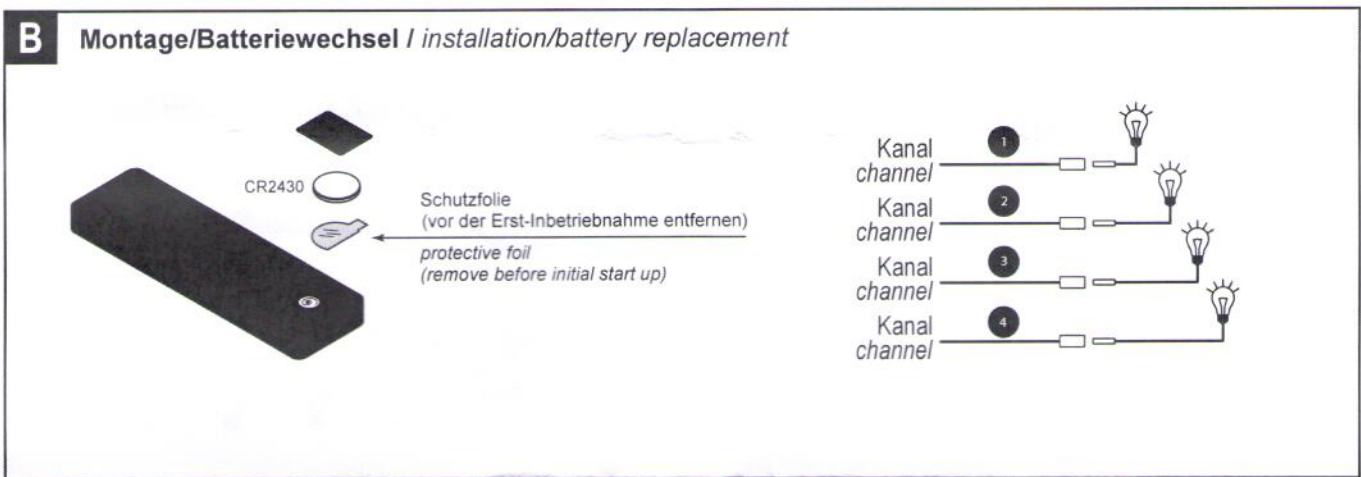 B Montage/Batteriewechsel / installation/battery replacement
CR2430
Schutzfolie
(vor der Erst-Inbetriebnahme entfernen)
protective foil
(remove before initial start up)
Kanal 1
channel
Kanal 2
channel
Kanal 3
channel
Kanal 4
channel